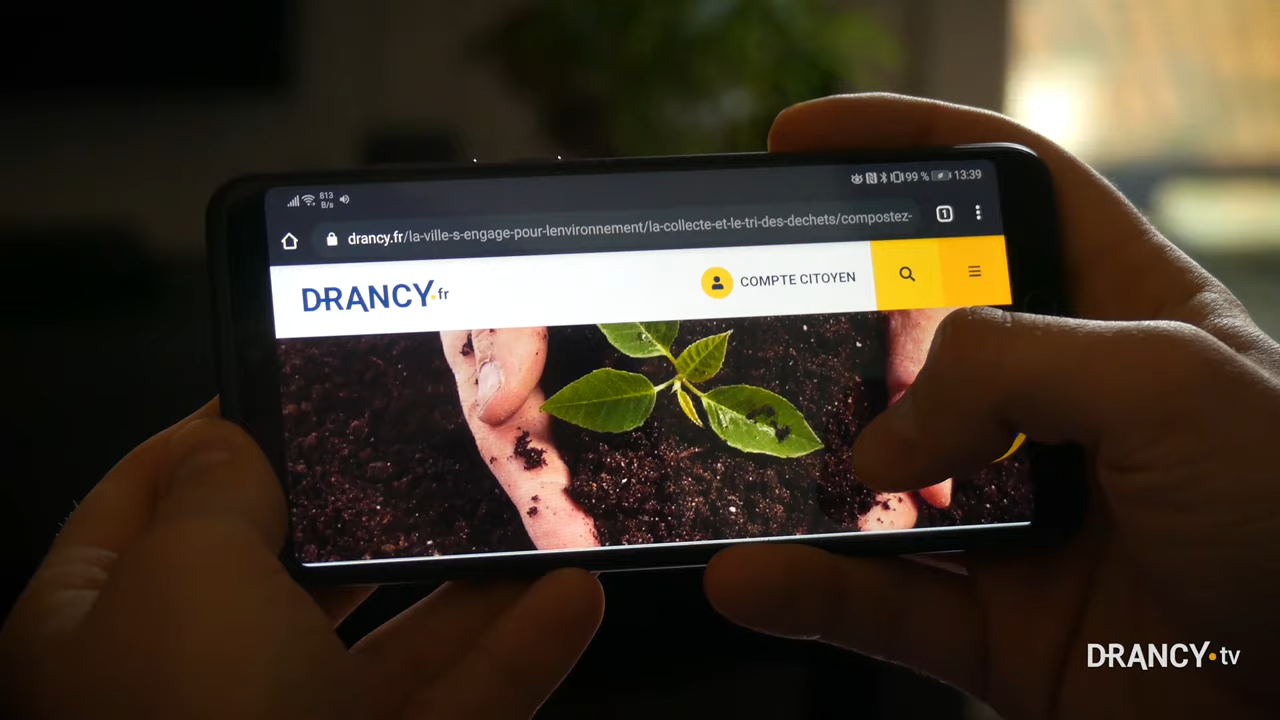 813
B/s
99 %
13:39
drancy.fr/la-ville-s-engage-pour-lenvironnement/la-collecte-et-le-tri-des-dechets/compostez-
1
DRANCY.fr
COMPTE CITOYEN
DRANCY•tv